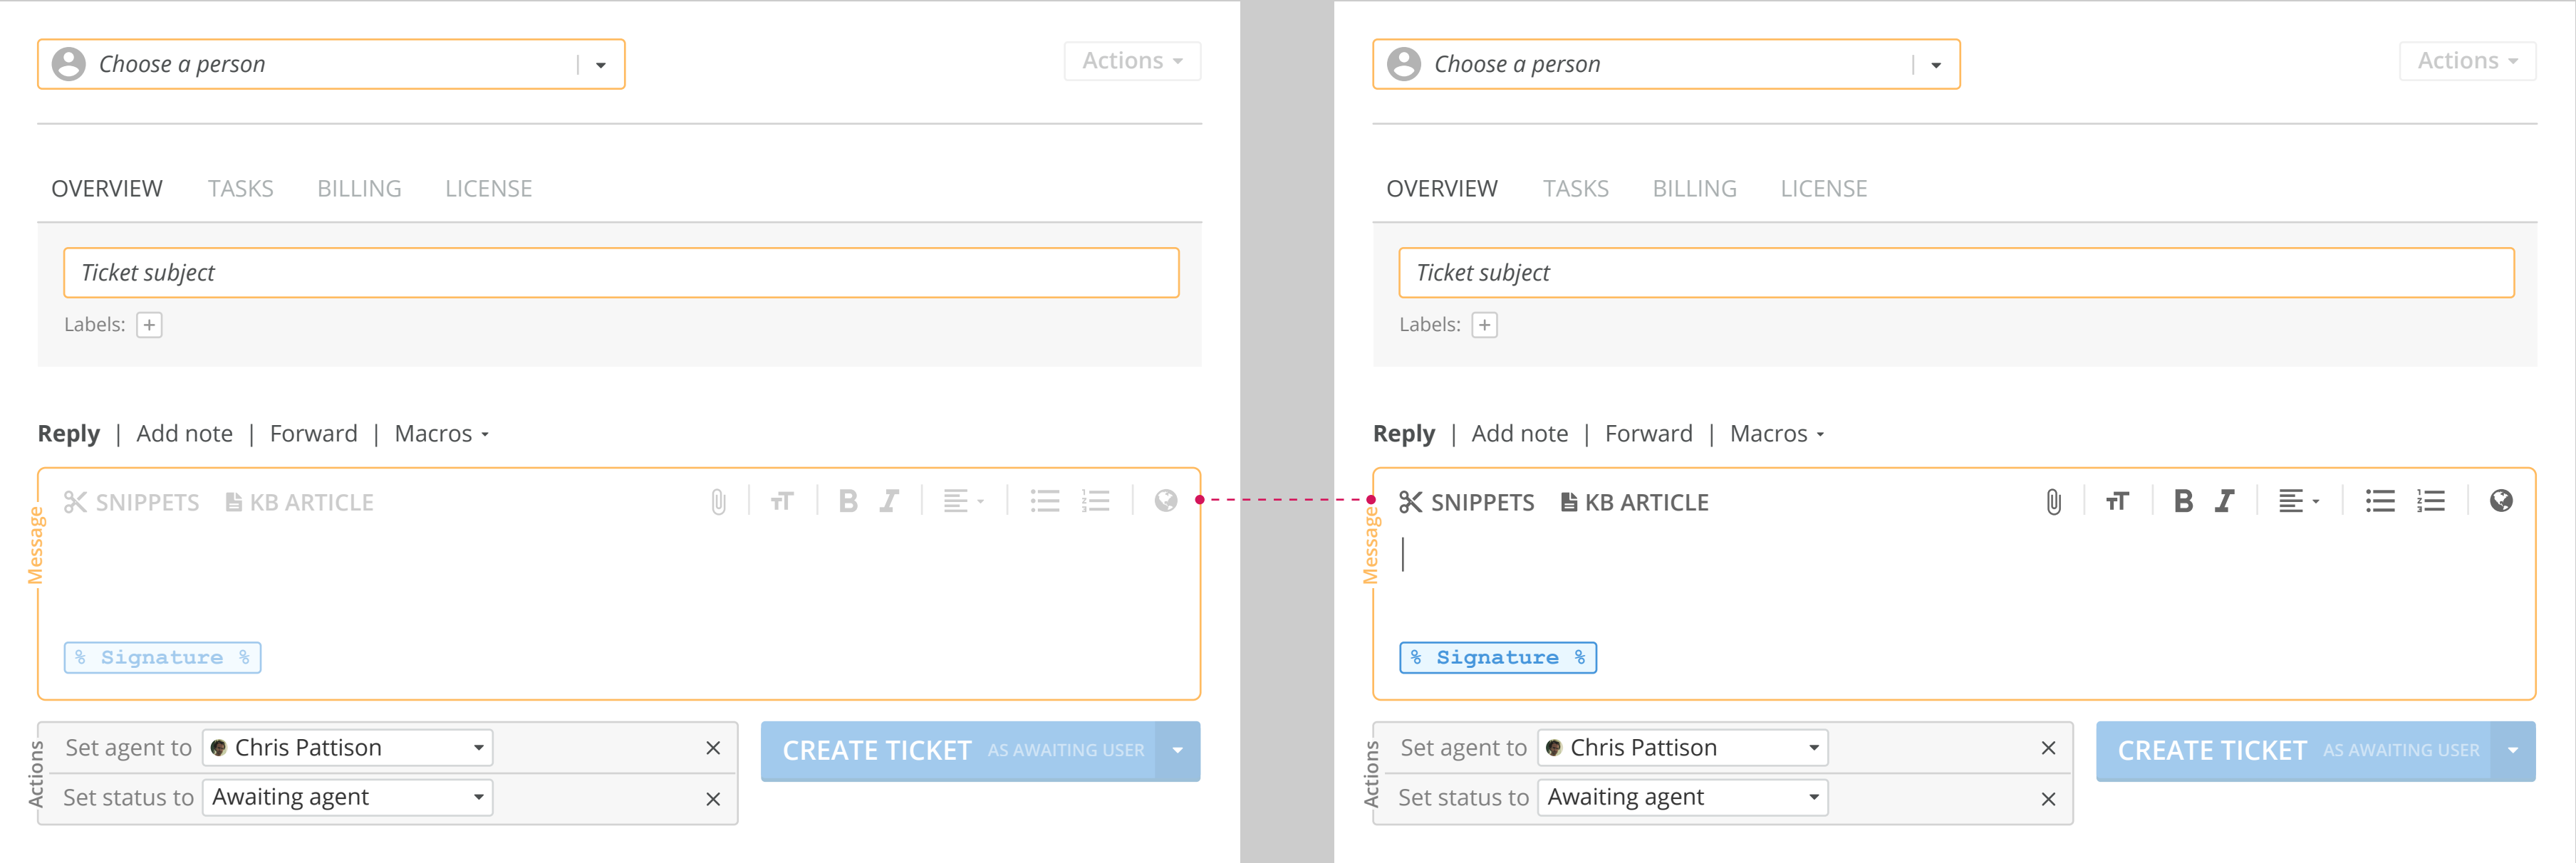 Choose a person
Actions
OVERVIEW TASKS BILLING LICENSE
Ticket subject
Labels: +
Reply | Add note | Forward | Macros
Message
SNIPPETS KB ARTICLE
% Signature %
Actions
Set agent to Chris Pattison
Set status to Awaiting agent
CREATE TICKET AS AWAITING USER
Choose a person
Actions
OVERVIEW TASKS BILLING LICENSE
Ticket subject
Labels: +
Reply | Add note | Forward | Macros
Message
SNIPPETS KB ARTICLE
% Signature %
Actions
Set agent to Chris Pattison
Set status to Awaiting agent
CREATE TICKET AS AWAITING USER